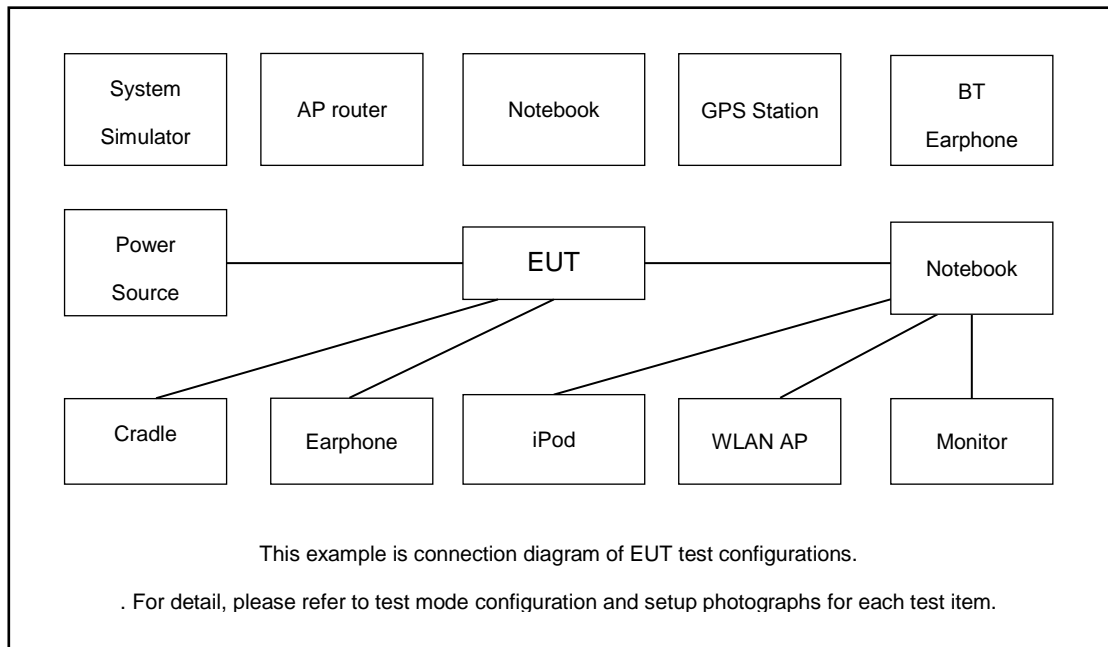 System
Simulator
AP router
Notebook
GPS Station
BT
Earphone
Power
Source
EUT
Notebook
Cradle
Earphone
iPod
WLAN AP
Monitor
This example is connection diagram of EUT test configurations.
. For detail, please refer to test mode configuration and setup photographs for each test item.